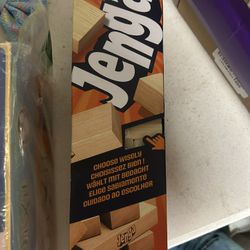 Jenga
CHOOSE WISELY
CHOISISSEZ BIEN !
WÄHLT MIT BEDACHT
ELIGE SABIAMENTE
CUIDADO AO ESCOLHER
Jenga